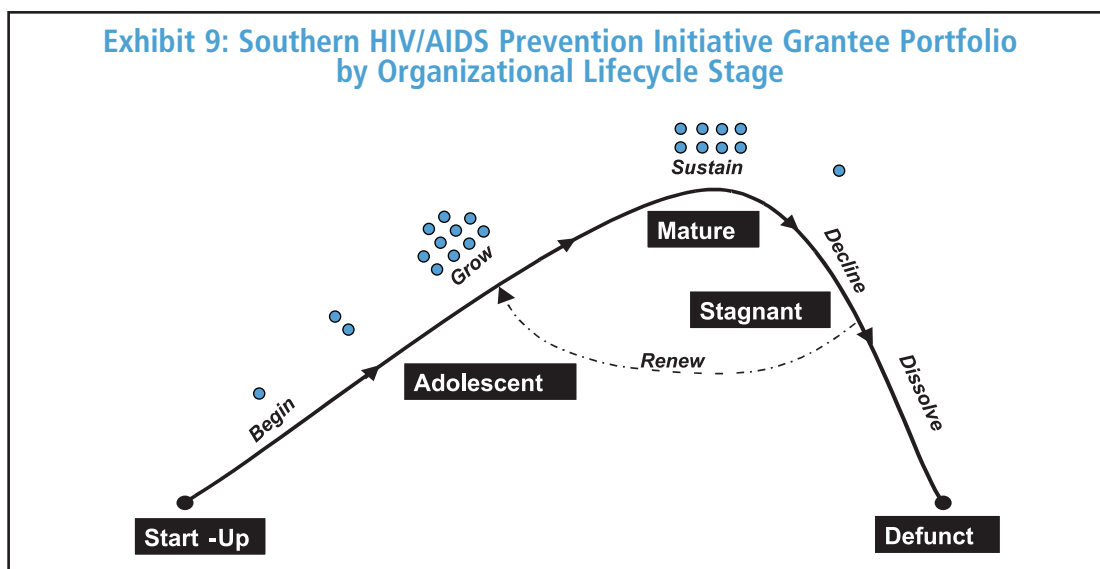 Exhibit 9: Southern HIV/AIDS Prevention Initiative Grantee Portfolio
by Organizational Lifecycle Stage
Sustain
Mature
Decline
Grow
Stagnant
Renew
Adolescent
Dissolve
Begin
Start -Up
Defunct